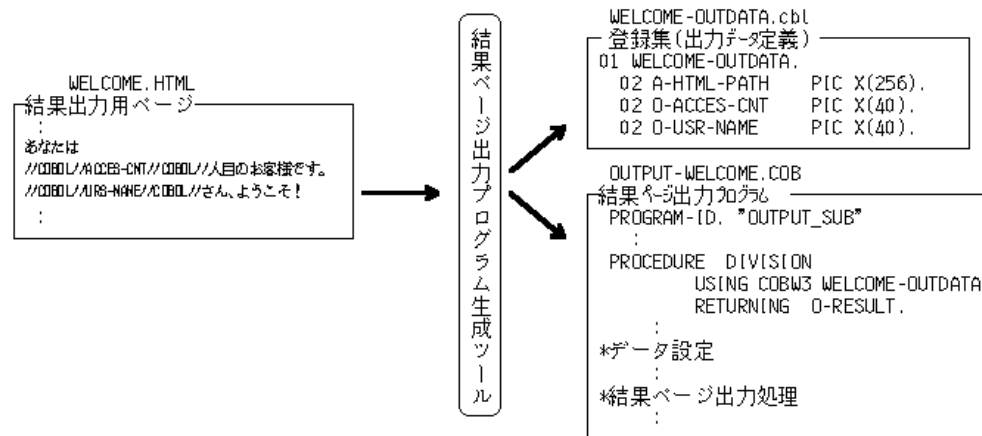 WELCOME.HTML
結果出力用ページ
:
あなたは
//COBOL//ACCES-CNT//COBOL//人目のお客様です。
//COBOL//URS-NAME//COBOL//さん、ようこそ!
:
結果ページ出力プログラム生成ツール
WELCOME-OUTDATA.cbl
登録集(出力データ定義)
01 WELCOME-OUTDATA.
02 A-HTML-PATH PIC X(256).
02 O-ACCES-CNT PIC X(40).
02 O-USR-NAME PIC X(40).
OUTPUT-WELCOME.COB
結果ページ出力プログラム
PROGRAM-ID. "OUTPUT_SUB"
:
PROCEDURE DIVISION
USING COBW3 WELCOME-OUTDATA
RETURNING O-RESULT.
:
*データ設定
:
*結果ページ出力処理
: